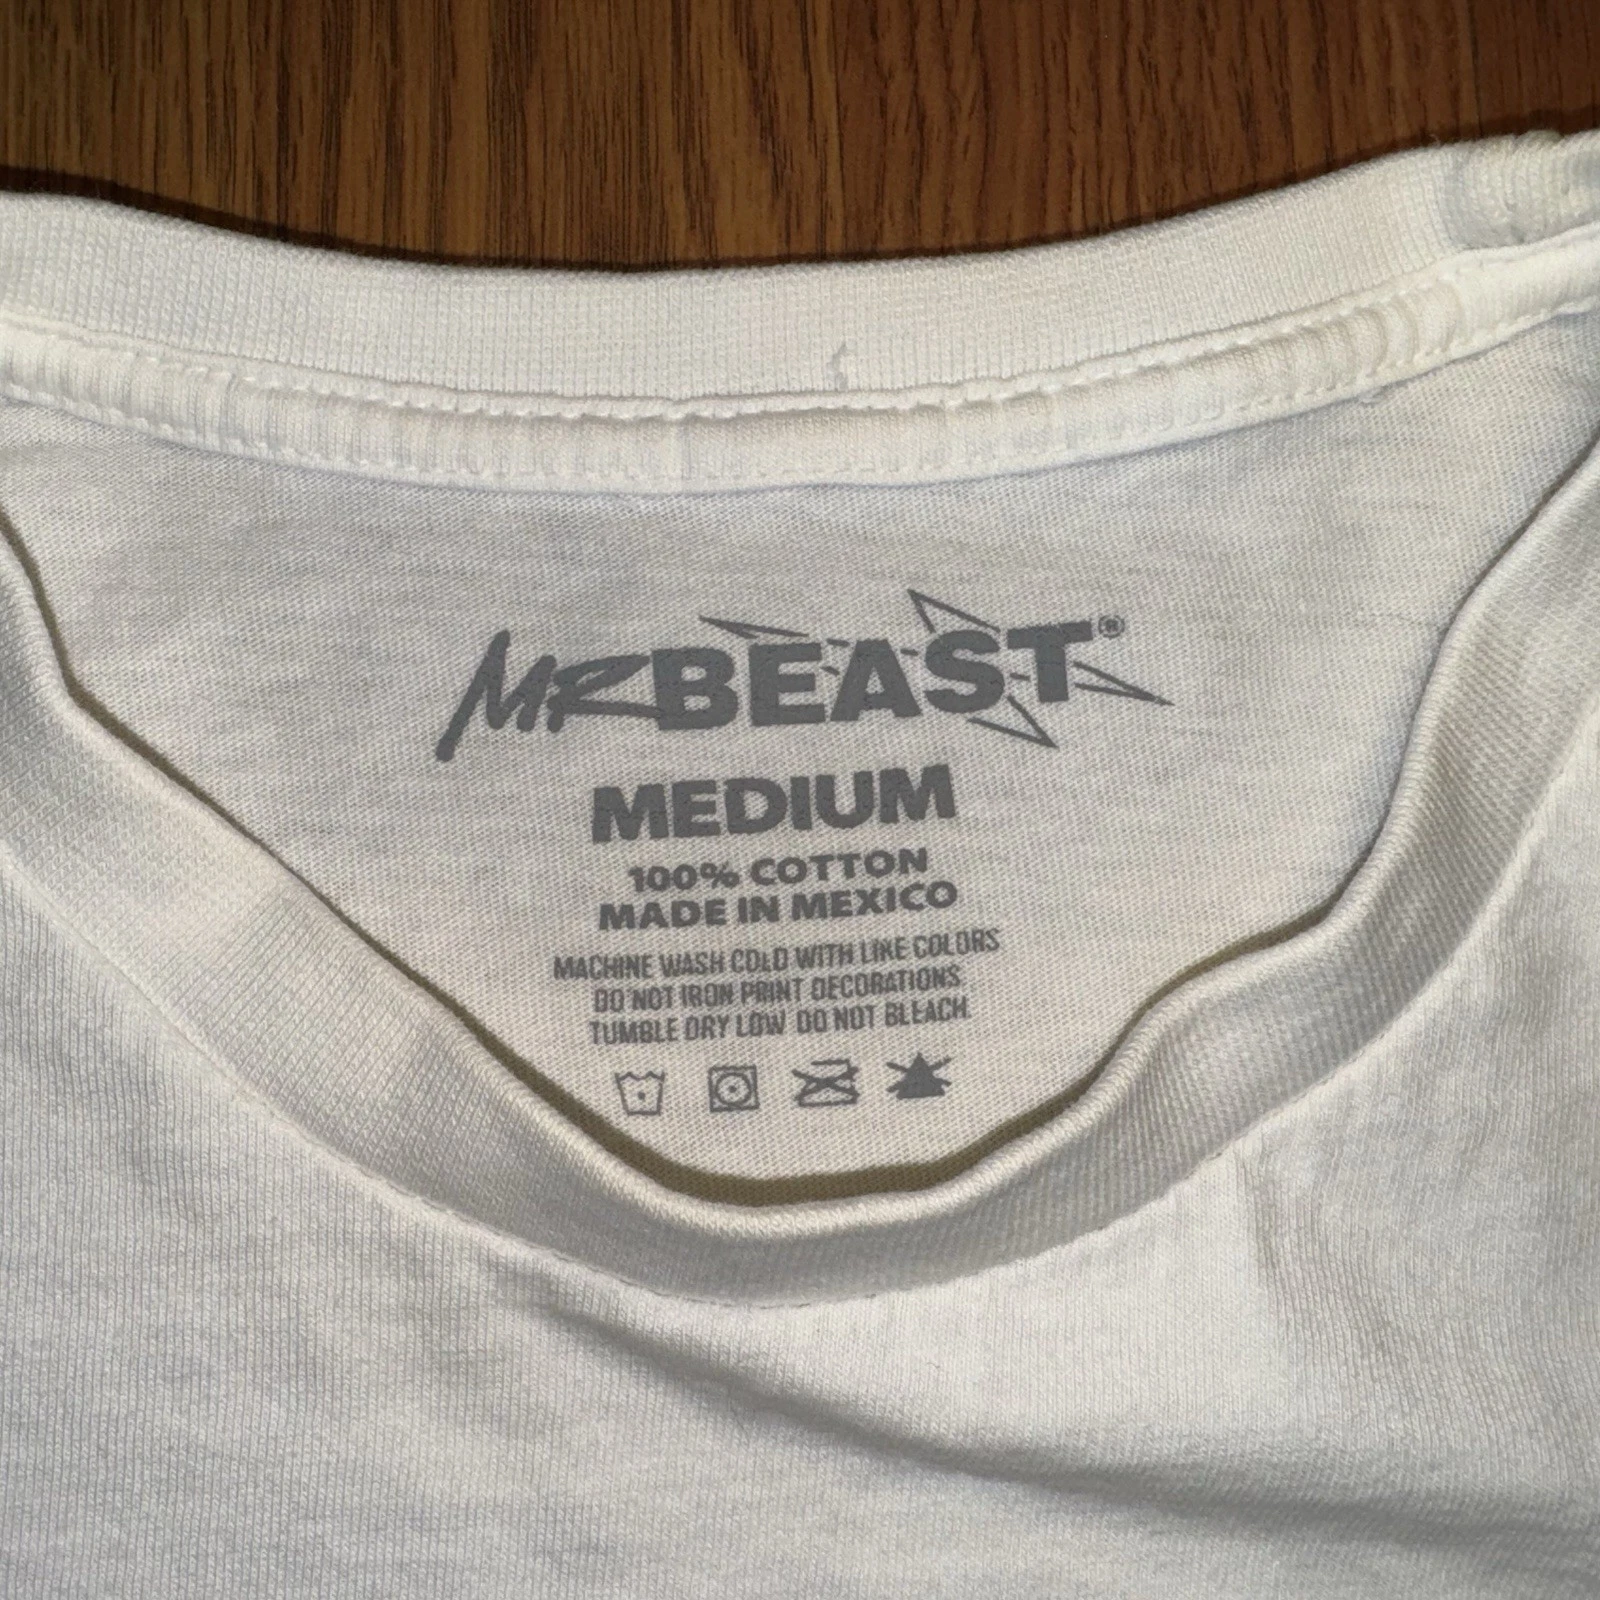 MRBEAST®
MEDIUM
100% COTTON
MADE IN MEXICO
MACHINE WASH COLD WITH LIKE COLORS
DO NOT IRON PRINT DECORATIONS
TUMBLE DRY LOW DO NOT BLEACH.